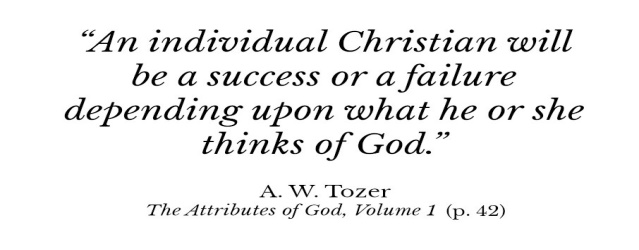 “An individual Christian will
be a success or a failure
depending upon what he or she
thinks of God.”
A. W. Tozer
The Attributes of God, Volume 1 (p. 42)